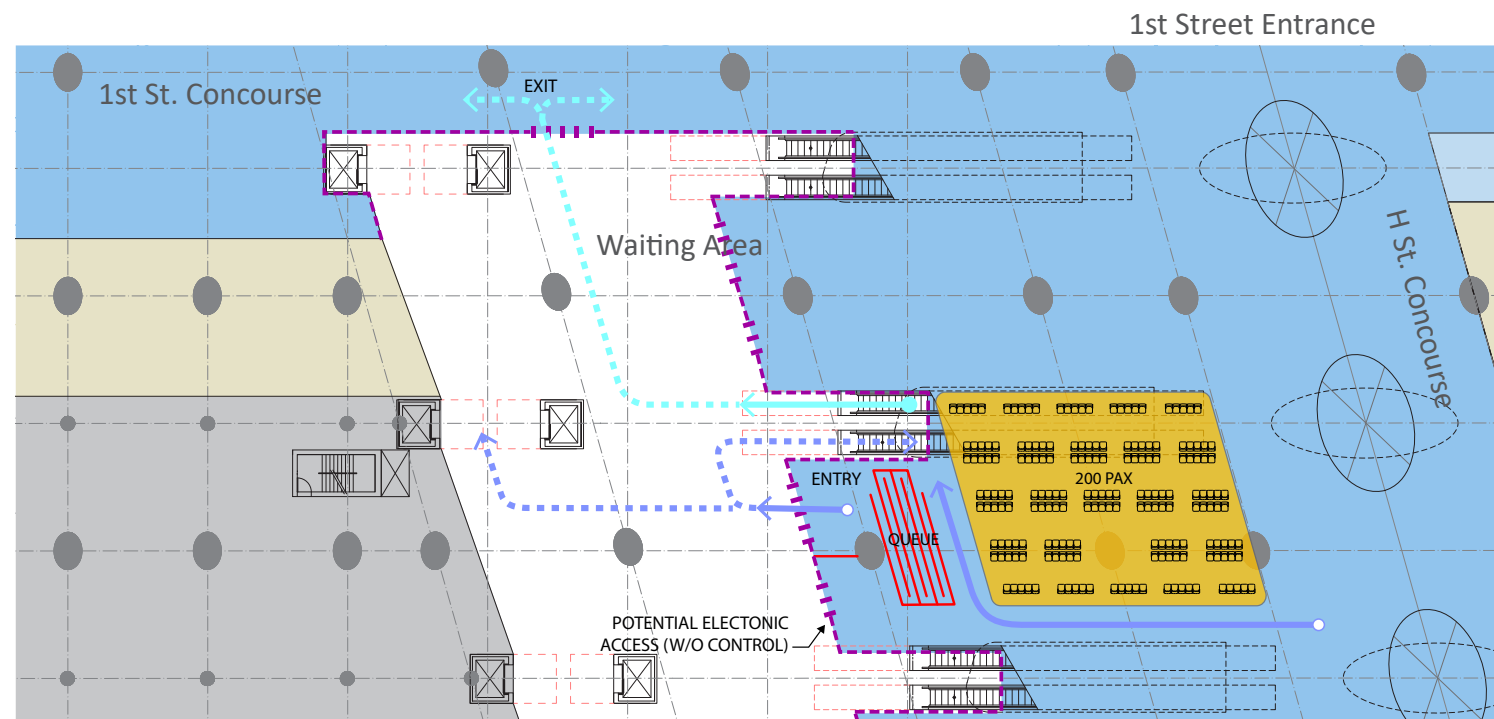 1st Street Entrance
EXIT
1st St. Concourse
Waiting Area
H St. Concourse
ENTRY
200 PAX
QUEUE
POTENTIAL ELECTONIC
ACCESS (W/O CONTROL)